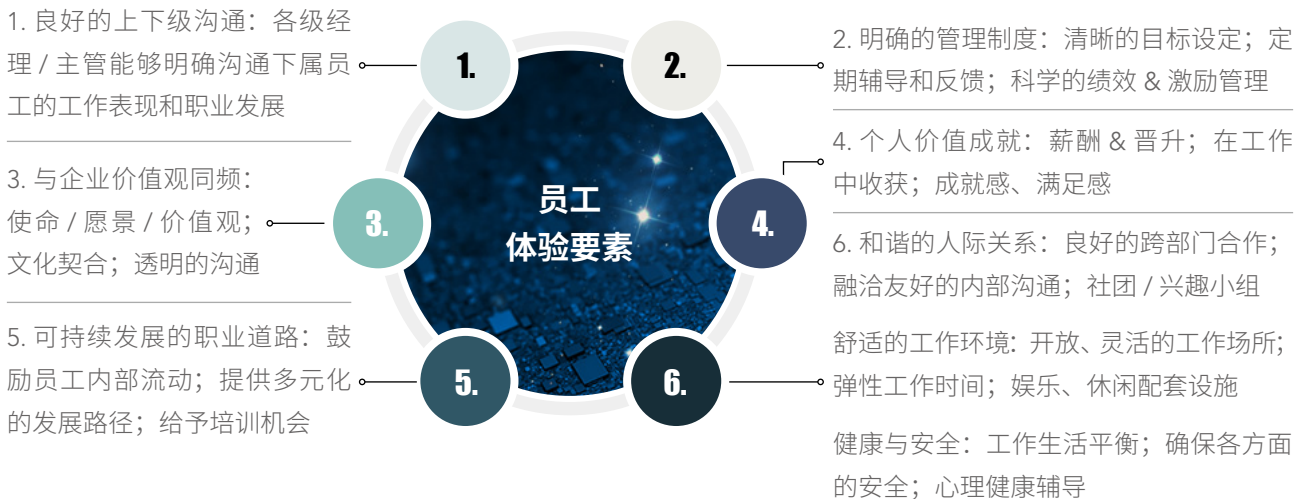 1. 良好的上下级沟通：各级经
理 / 主管能够明确沟通下属员
工的工作表现和职业发展
1.
2.
2. 明确的管理制度：清晰的目标设定；定
期辅导和反馈；科学的绩效 & 激励管理
3. 与企业价值观同频：
使命 / 愿景 / 价值观；
文化契合；透明的沟通
3.
员工
体验要素
4.
4. 个人价值成就：薪酬 & 晋升；在工作
中收获；成就感、满足感
5. 可持续发展的职业道路：鼓
励员工内部流动；提供多元化
的发展路径；给予培训机会
5.
6.
6. 和谐的人际关系：良好的跨部门合作；
融洽友好的内部沟通；社团 / 兴趣小组
舒适的工作环境：开放、灵活的工作场所；
弹性工作时间；娱乐、休闲配套设施
健康与安全：工作生活平衡；确保各方面
的安全；心理健康辅导